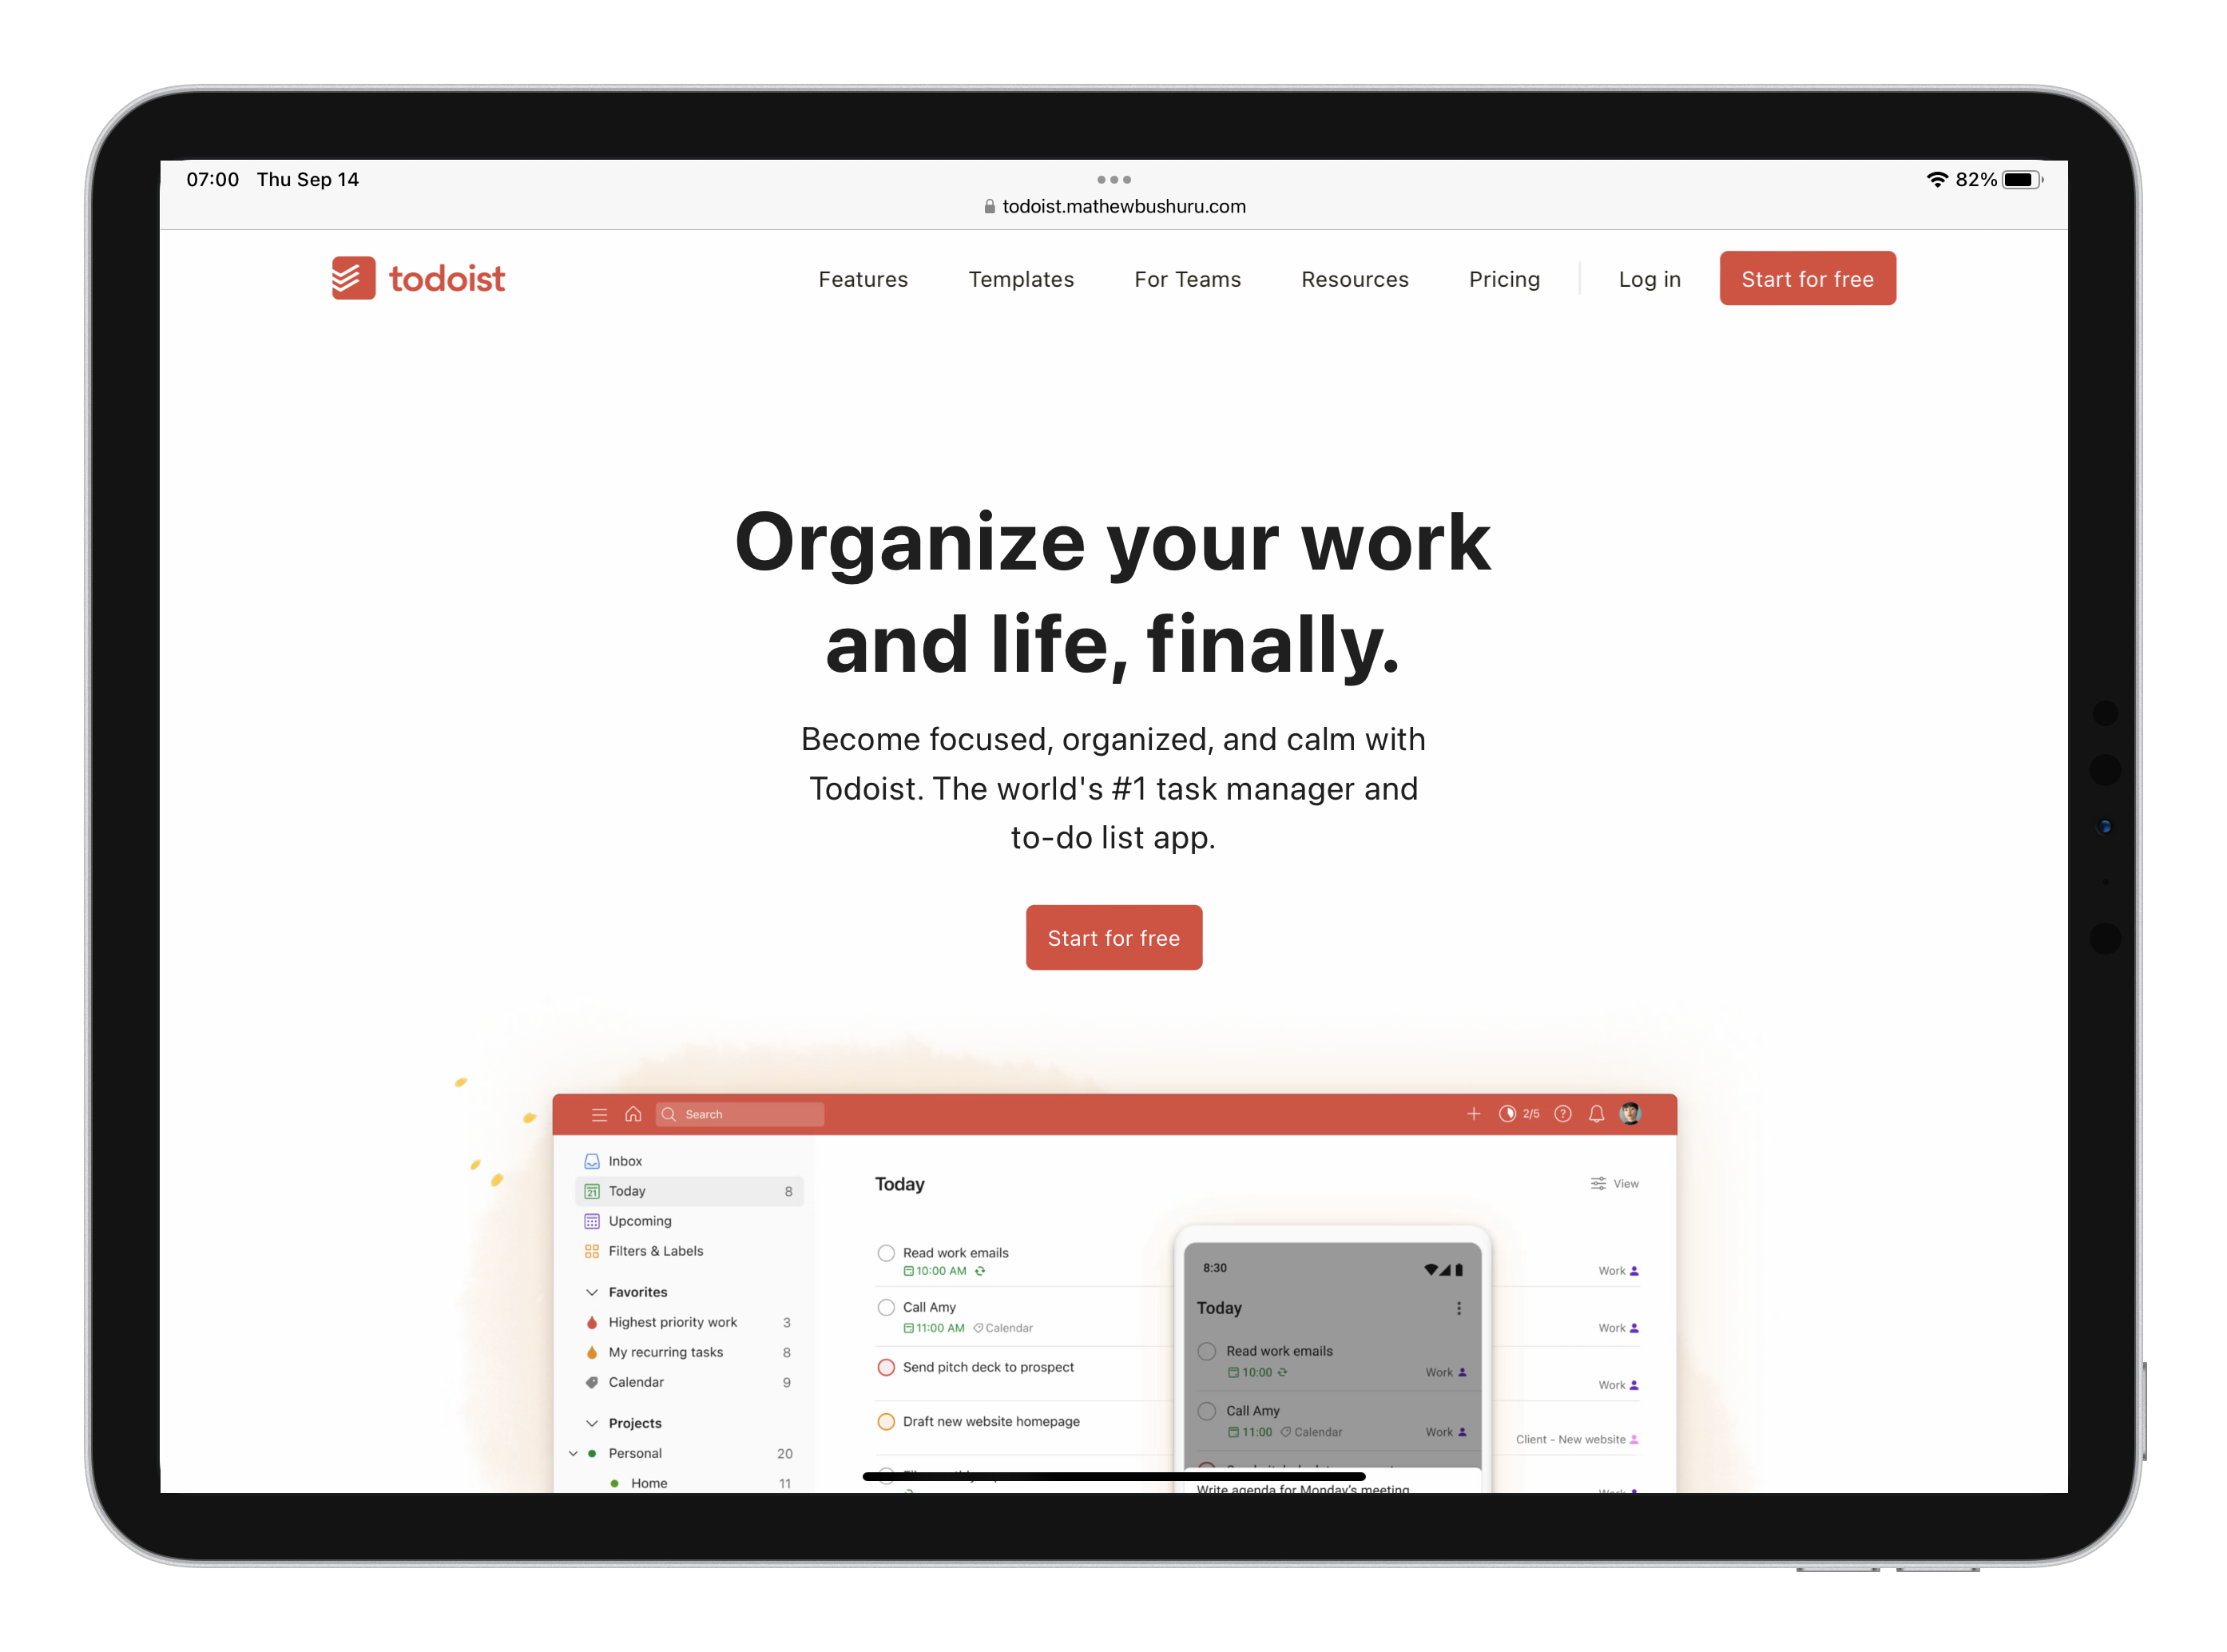 07:00 Thu Sep 14
82%
todoist.mathewbushuru.com
todoist
Features
Templates
For Teams
Resources
Pricing
Log in
Start for free
Organize your work
and life, finally.
Become focused, organized, and calm with
Todoist. The world's #1 task manager and
to-do list app.
Start for free
Search
2/5
?
Inbox
21 Today 8
Upcoming
Filters & Labels
Favorites
Highest priority work 3
My recurring tasks 8
Calendar 9
Projects
Personal 20
Home 11
Today
View
Read work emails
10:00 AM
Work
Call Amy
11:00 AM Calendar
Work
Send pitch deck to prospect
Work
Draft new website homepage
Client - New website
Work
8:30
Today
Read work emails
10:00 Work
Call Amy
11:00 Calendar Work
Write agenda for Monday's meeting